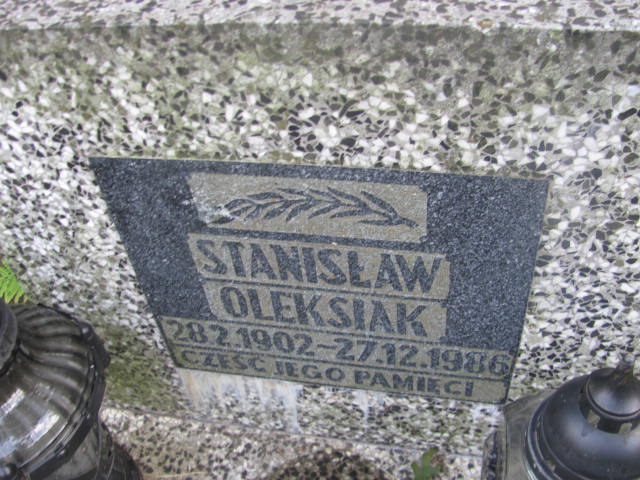 STANISŁAW
OLEKSIAK
28.2.1902-27.12.1986
CZEŚĆ JEGO PAMIĘCI